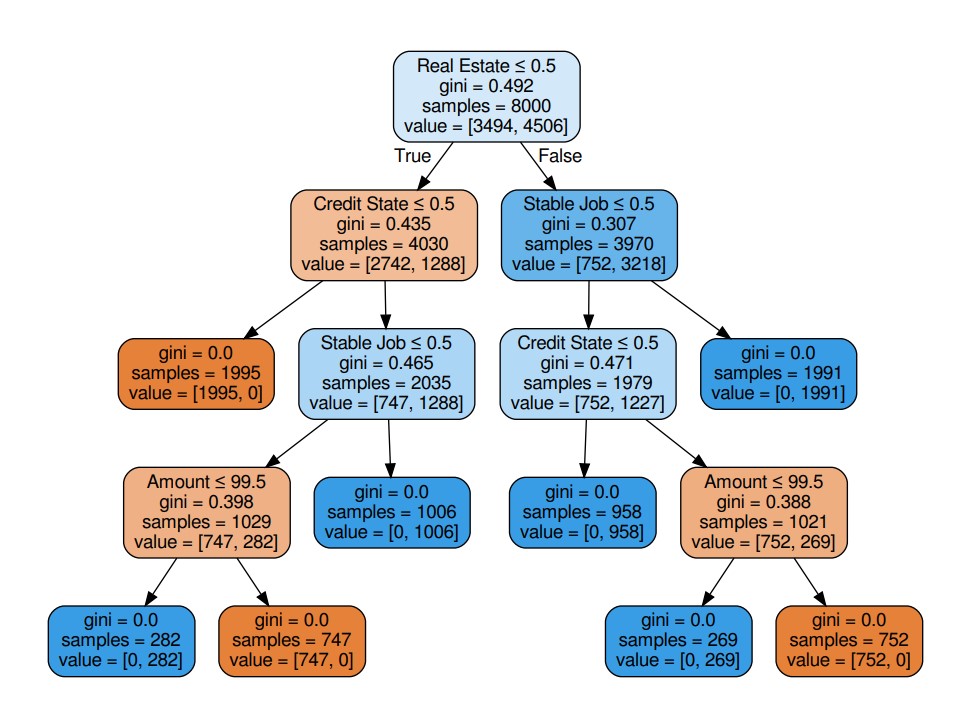 Real Estate ≤ 0.5
gini = 0.492
samples = 8000
value = [3494, 4506]
True
False
Credit State ≤ 0.5
gini = 0.435
samples = 4030
value = [2742, 1288]
Stable Job ≤ 0.5
gini = 0.307
samples = 3970
value = [752, 3218]
gini = 0.0
samples = 1995
value = [1995, 0]
Stable Job ≤ 0.5
gini = 0.465
samples = 2035
value = [747, 1288]
Credit State ≤ 0.5
gini = 0.471
samples = 1979
value = [752, 1227]
gini = 0.0
samples = 1991
value = [0, 1991]
Amount ≤ 99.5
gini = 0.398
samples = 1029
value = [747, 282]
gini = 0.0
samples = 1006
value = [0, 1006]
gini = 0.0
samples = 958
value = [0, 958]
Amount ≤ 99.5
gini = 0.388
samples = 1021
value = [752, 269]
gini = 0.0
samples = 282
value = [0, 282]
gini = 0.0
samples = 747
value = [747, 0]
gini = 0.0
samples = 269
value = [0, 269]
gini = 0.0
samples = 752
value = [752, 0]